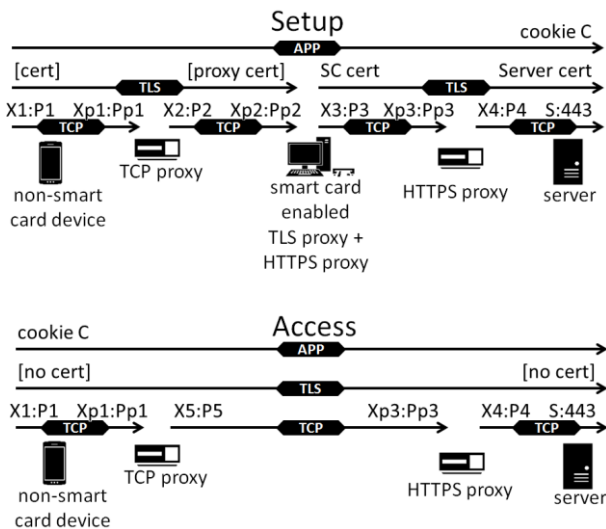 Setup
APP
cookie C
[cert]
TLS
[proxy cert]
SC cert
TLS
Server cert
X1:P1
Xp1:Pp1
X2:P2
Xp2:Pp2
X3:P3
Xp3:Pp3
X4:P4
S:443
TCP
TCP
TCP
TCP
non-smart
card device
TCP proxy
smart card
enabled
TLS proxy +
HTTPS proxy
HTTPS proxy
server
Access
cookie C
APP
[no cert]
TLS
[no cert]
X1:P1
Xp1:Pp1
X5:P5
Xp3:Pp3
X4:P4
S:443
TCP
TCP
TCP
non-smart
card device
TCP proxy
HTTPS proxy
server